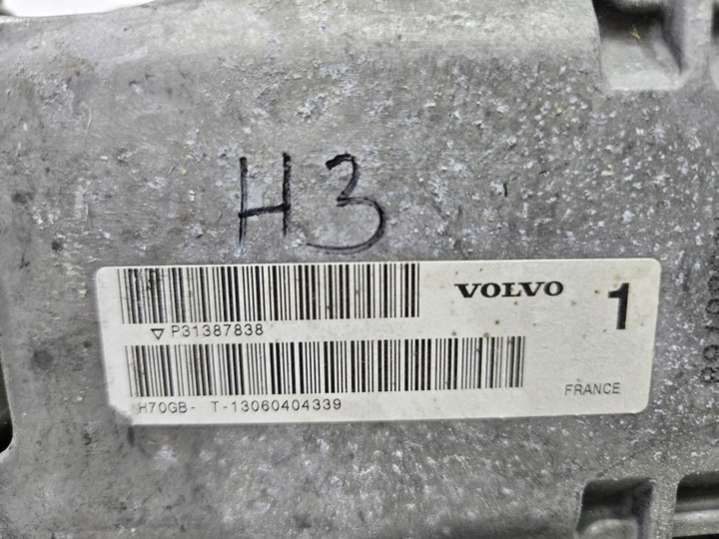 H3
VOLVO 1
▽ P31387838
H70GB- T-13060404339
FRANCE